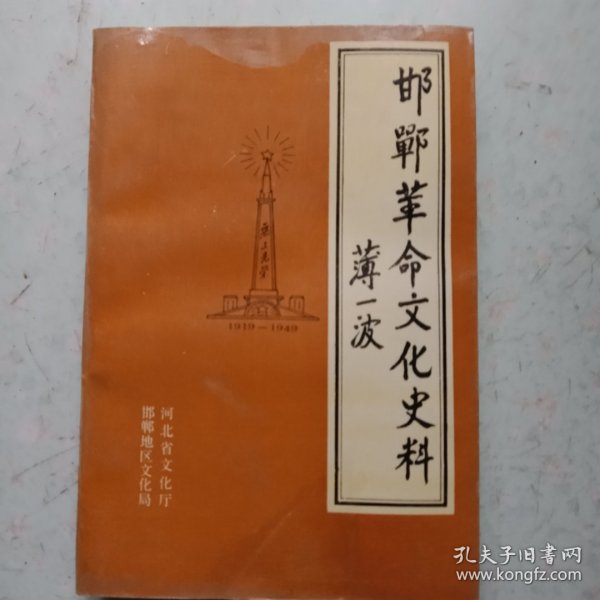 邯鄲革命文化史料
薄一波
1919—1949
河北省文化厅
邯郸地区文化局
孔夫子旧书网
www.kongfz.com